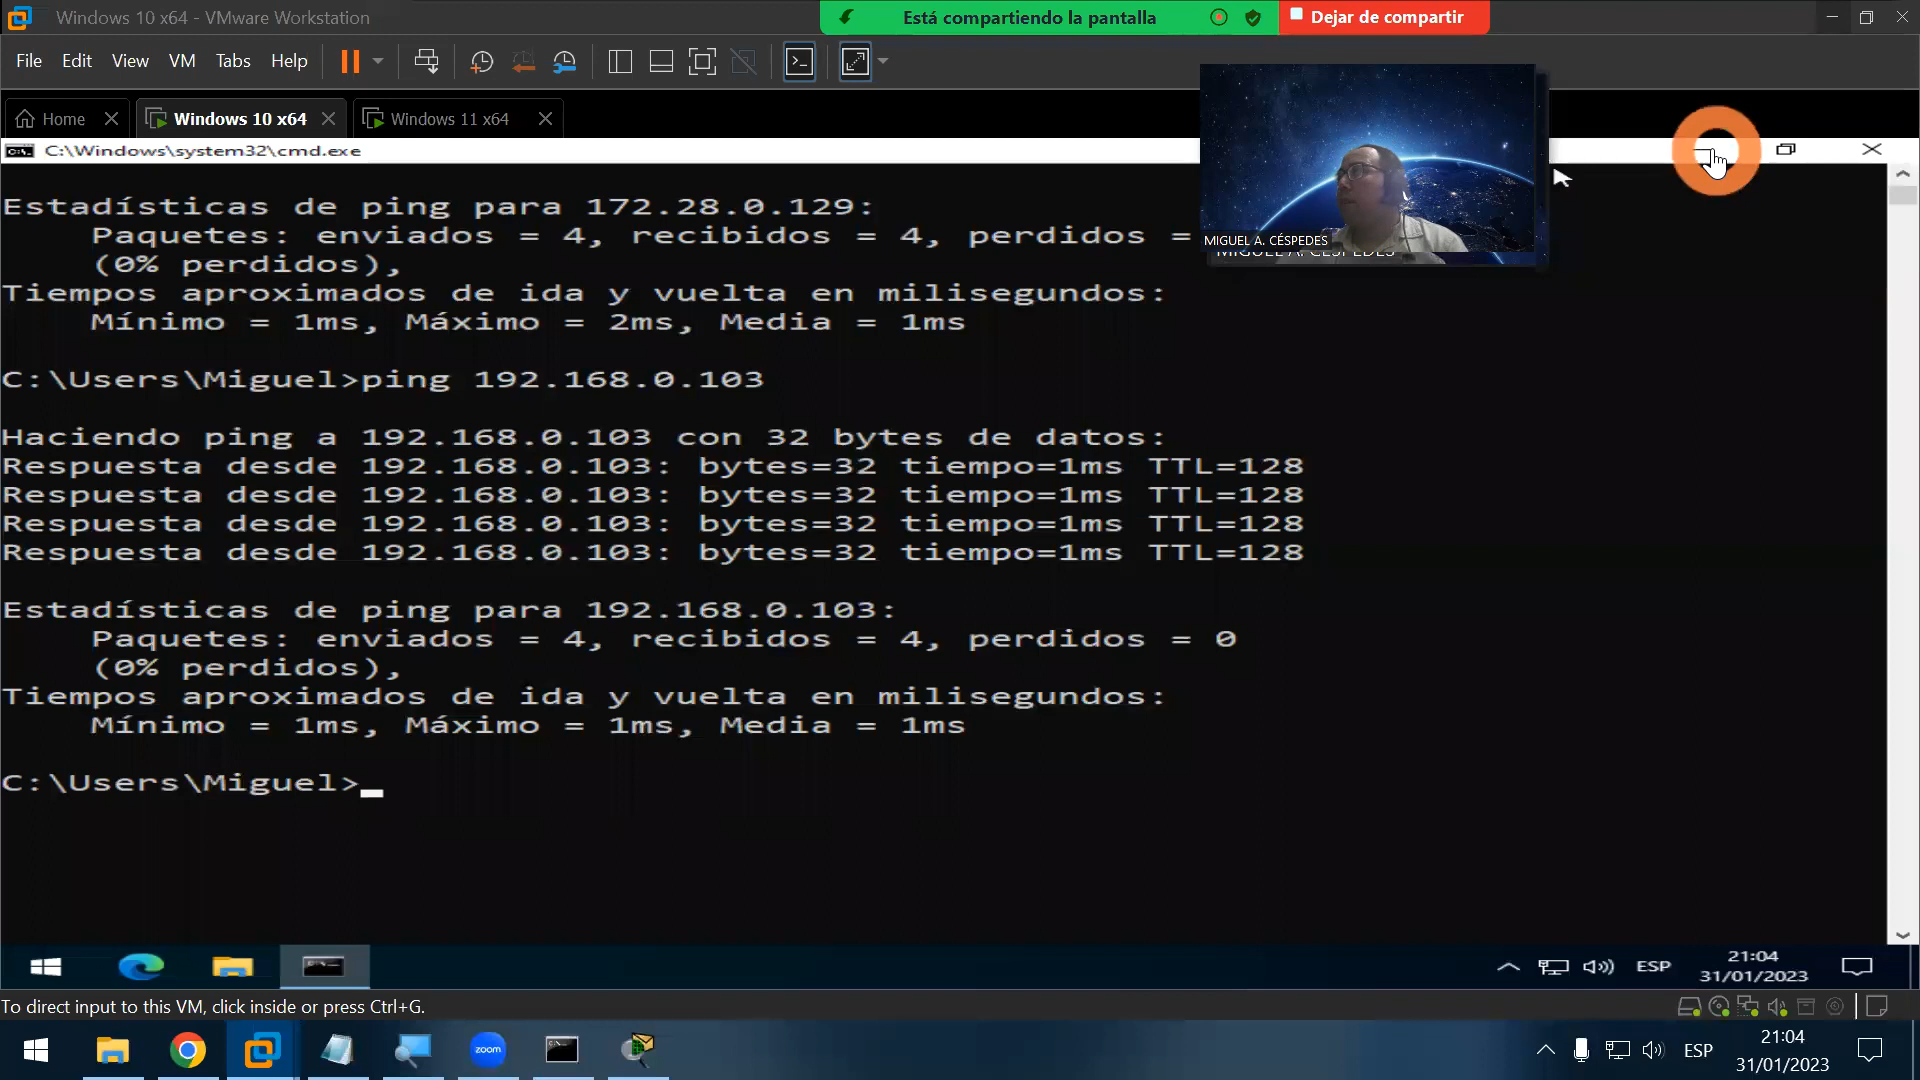 Windows 10 x64 - VMware Workstation
Está compartiendo la pantalla
Dejar de compartir
File Edit View VM Tabs Help
Home
Windows 10 x64
Windows 11 x64
C:\Windows\system32\cmd.exe
Estadísticas de ping para 172.28.0.129:
Paquetes: enviados = 4, recibidos = 4, perdidos =
(0% perdidos),
Tiempos aproximados de ida y vuelta en milisegundos:
Mínimo = 1ms, Máximo = 2ms, Media = 1ms
C:\Users\Miguel>ping 192.168.0.103
Haciendo ping a 192.168.0.103 con 32 bytes de datos:
Respuesta desde 192.168.0.103: bytes=32 tiempo=1ms TTL=128
Respuesta desde 192.168.0.103: bytes=32 tiempo=1ms TTL=128
Respuesta desde 192.168.0.103: bytes=32 tiempo=1ms TTL=128
Respuesta desde 192.168.0.103: bytes=32 tiempo=1ms TTL=128
Estadísticas de ping para 192.168.0.103:
Paquetes: enviados = 4, recibidos = 4, perdidos = 0
(0% perdidos),
Tiempos aproximados de ida y vuelta en milisegundos:
Mínimo = 1ms, Máximo = 1ms, Media = 1ms
C:\Users\Miguel>
MIGUEL A. CÉSPEDES
MIGUEL A. CÉSPEDES
ESP
21:04
31/01/2023
To direct input to this VM, click inside or press Ctrl+G.
zoom
ESP
21:04
31/01/2023